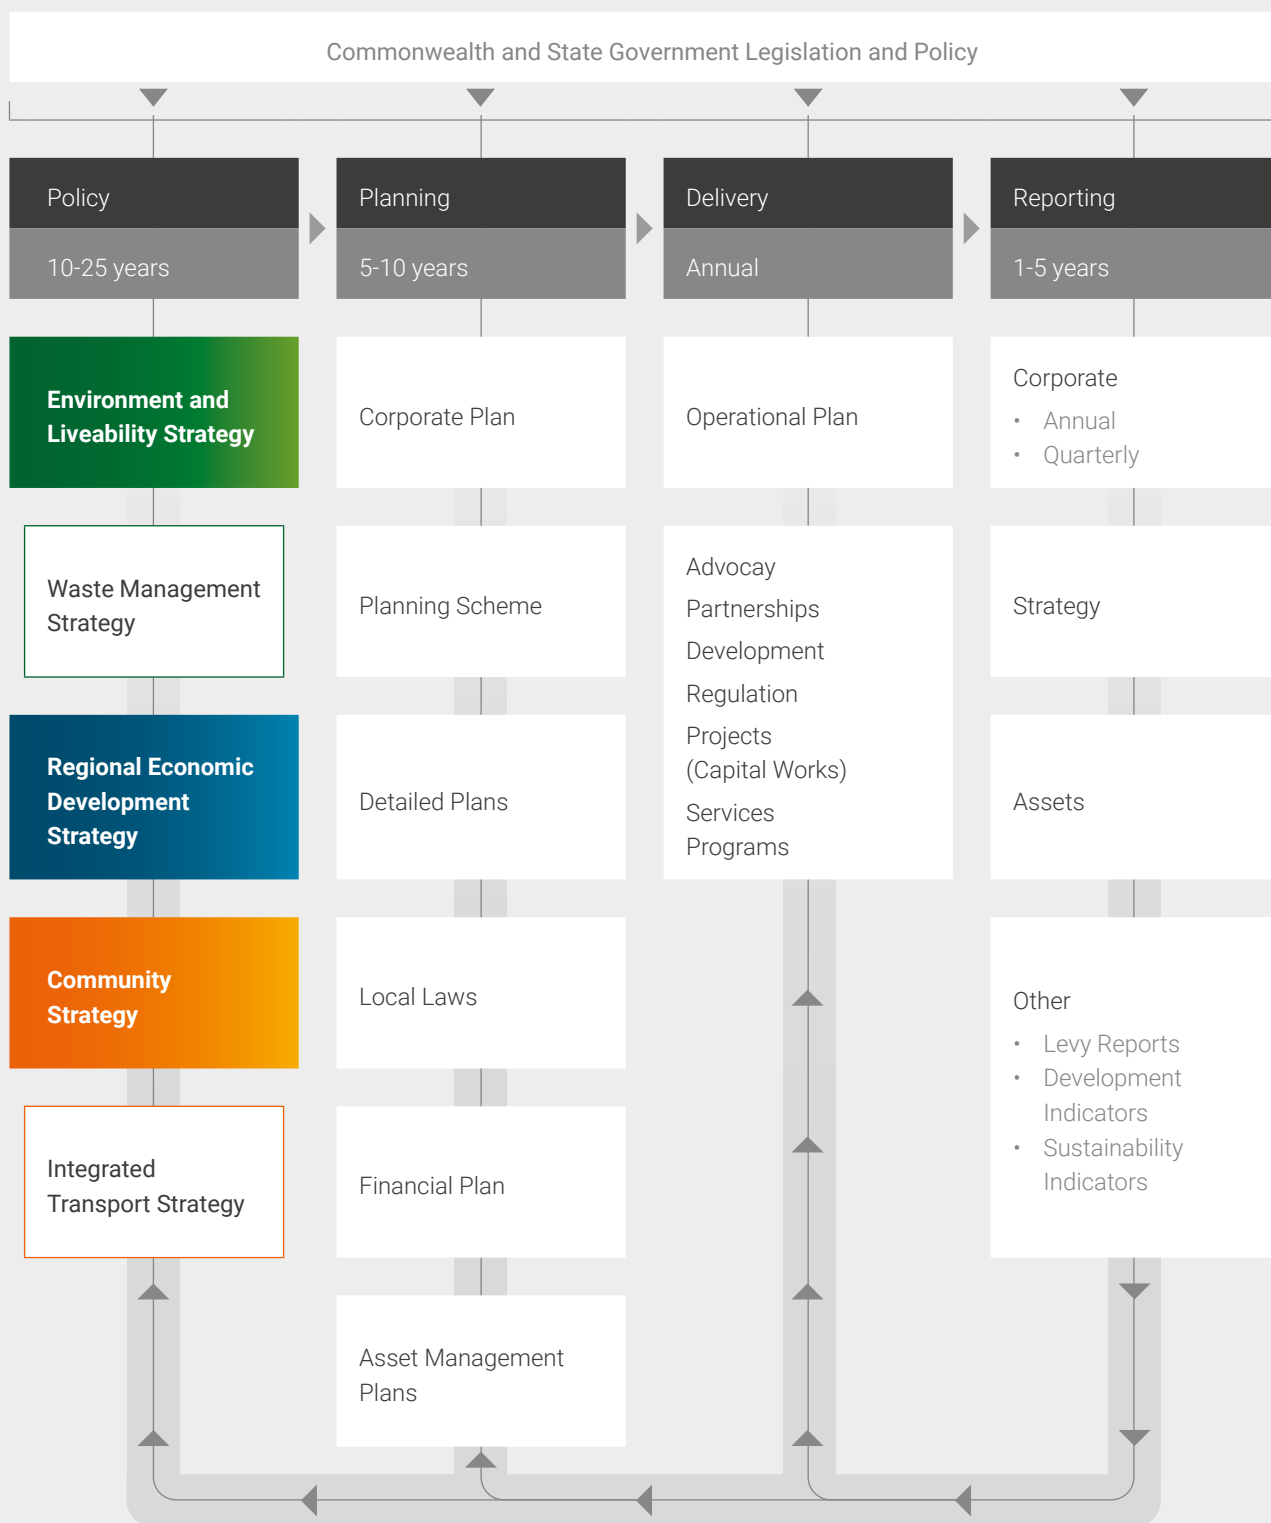 Commonwealth and State Government Legislation and Policy
Policy
10-25 years
Environment and
Liveability Strategy
Waste Management
Strategy
Regional Economic
Development
Strategy
Community
Strategy
Integrated
Transport Strategy
Planning
5-10 years
Corporate Plan
Planning Scheme
Detailed Plans
Local Laws
Financial Plan
Asset Management
Plans
Delivery
Annual
Operational Plan
Advocay
Partnerships
Development
Regulation
Projects
(Capital Works)
Services
Programs
Reporting
1-5 years
Corporate
• Annual
• Quarterly
Strategy
Assets
Other
• Levy Reports
• Development
Indicators
• Sustainability
Indicators